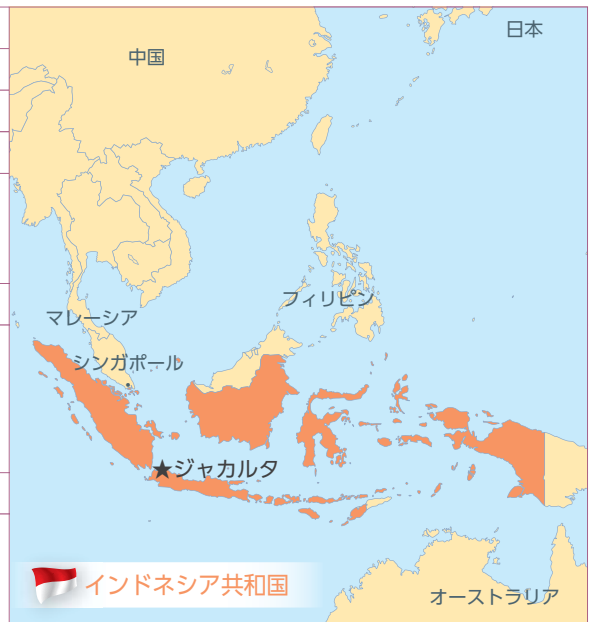 日本
中国
フィリピン
マレーシア
シンガポール
★ジャカルタ
インドネシア共和国
オーストラリア